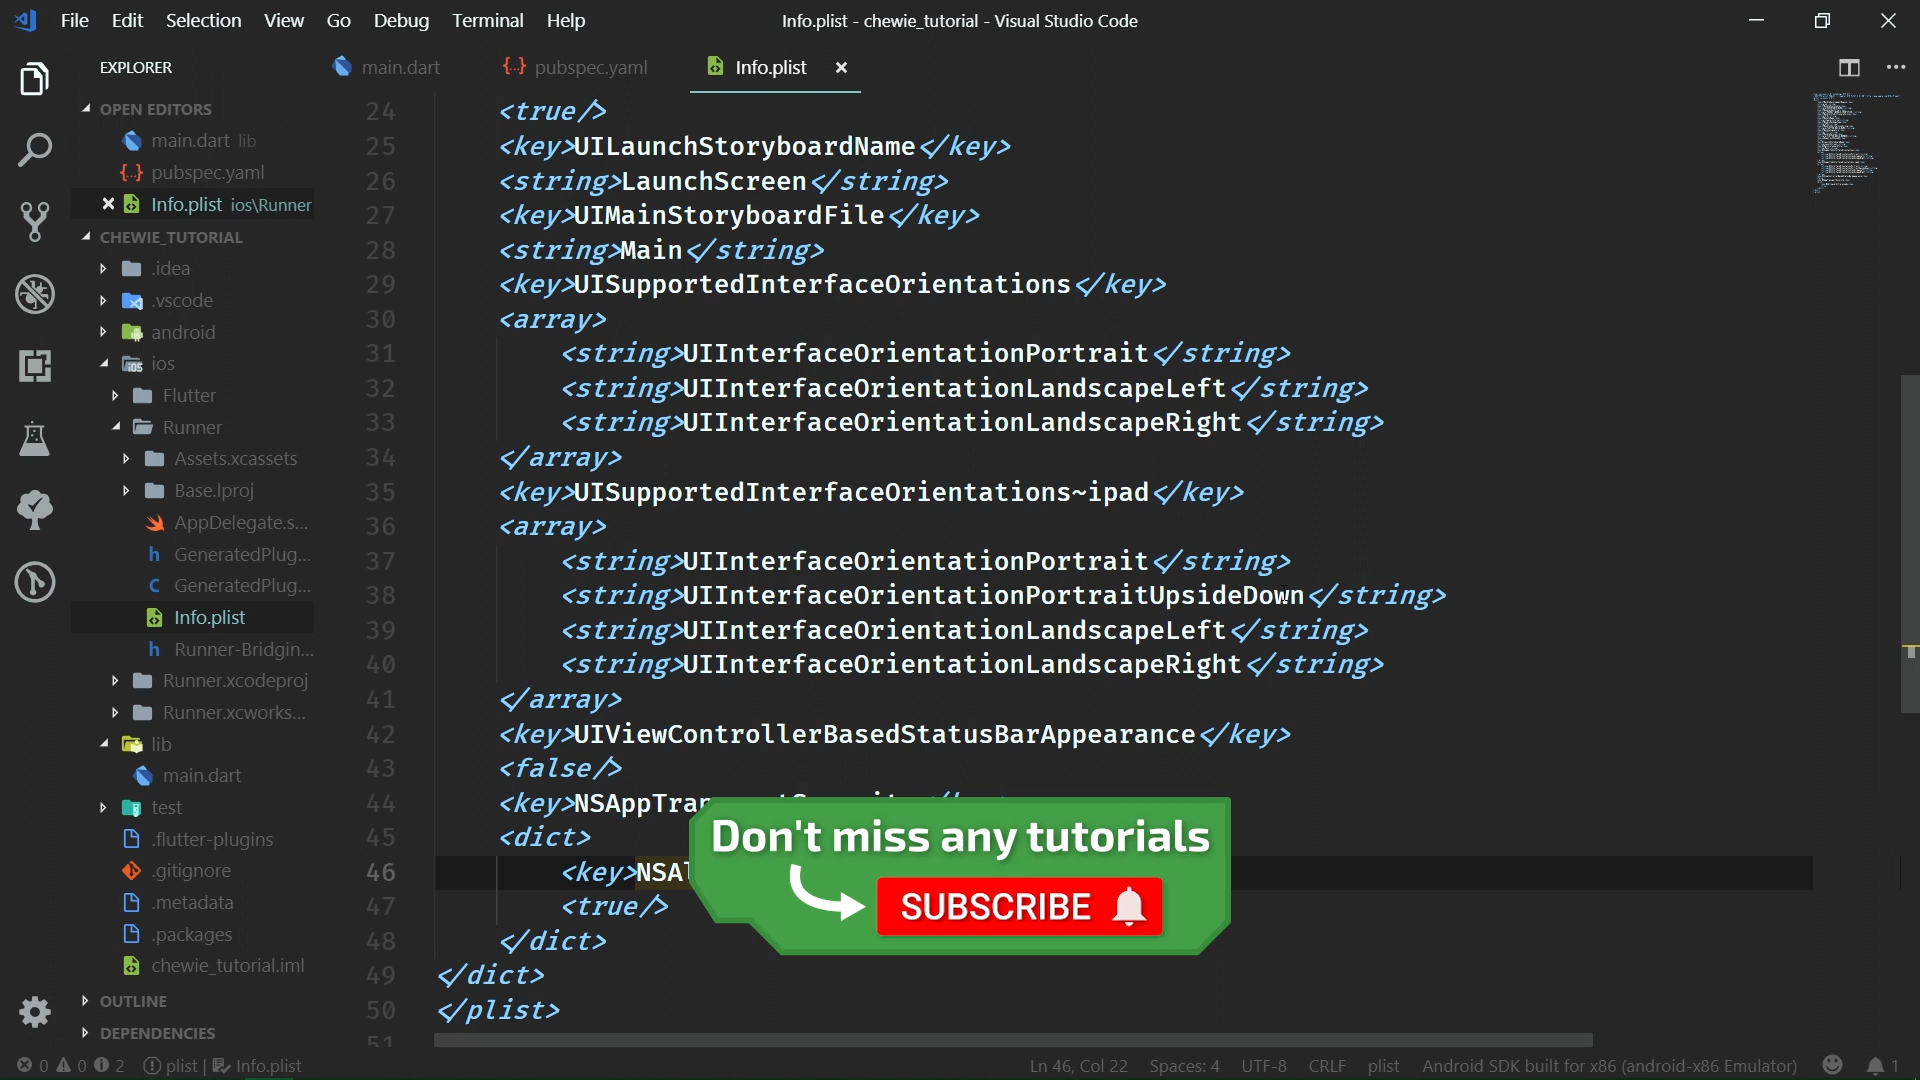 File Edit Selection View Go Debug Terminal Help
Info.plist - chewie_tutorial - Visual Studio Code
EXPLORER
OPEN EDITORS
main.dart lib
pubspec.yaml
Info.plist ios\Runner
CHEWIE_TUTORIAL
.idea
.vscode
android
ios
Flutter
Runner
Assets.xcassets
Base.lproj
AppDelegate.s...
GeneratedPlug...
GeneratedPlug...
Info.plist
Runner-Bridgin...
Runner.xcodeproj
Runner.xcworks...
lib
main.dart
test
.flutter-plugins
.gitignore
.metadata
.packages
chewie_tutorial.iml
OUTLINE
DEPENDENCIES
main.dart
pubspec.yaml
Info.plist
24 <true/>
25 <key>UILaunchStoryboardName</key>
26 <string>LaunchScreen</string>
27 <key>UIMainStoryboardFile</key>
28 <string>Main</string>
29 <key>UISupportedInterfaceOrientations</key>
30 <array>
31 <string>UIInterfaceOrientationPortrait</string>
32 <string>UIInterfaceOrientationLandscapeLeft</string>
33 <string>UIInterfaceOrientationLandscapeRight</string>
34 </array>
35 <key>UISupportedInterfaceOrientations~ipad</key>
36 <array>
37 <string>UIInterfaceOrientationPortrait</string>
38 <string>UIInterfaceOrientationPortraitUpsideDown</string>
39 <string>UIInterfaceOrientationLandscapeLeft</string>
40 <string>UIInterfaceOrientationLandscapeRight</string>
41 </array>
42 <key>UIViewControllerBasedStatusBarAppearance</key>
43 <false/>
44 <key>
45 <dict>
46 <key>
47 <true/>
48 </dict>
49 </dict>
50 </plist>
51
Don't miss any tutorials
SUBSCRIBE
0 0 2 plist | Info.plist
Ln 46, Col 22 Spaces: 4 UTF-8 CRLF plist Android SDK built for x86 (android-x86 Emulator) 1